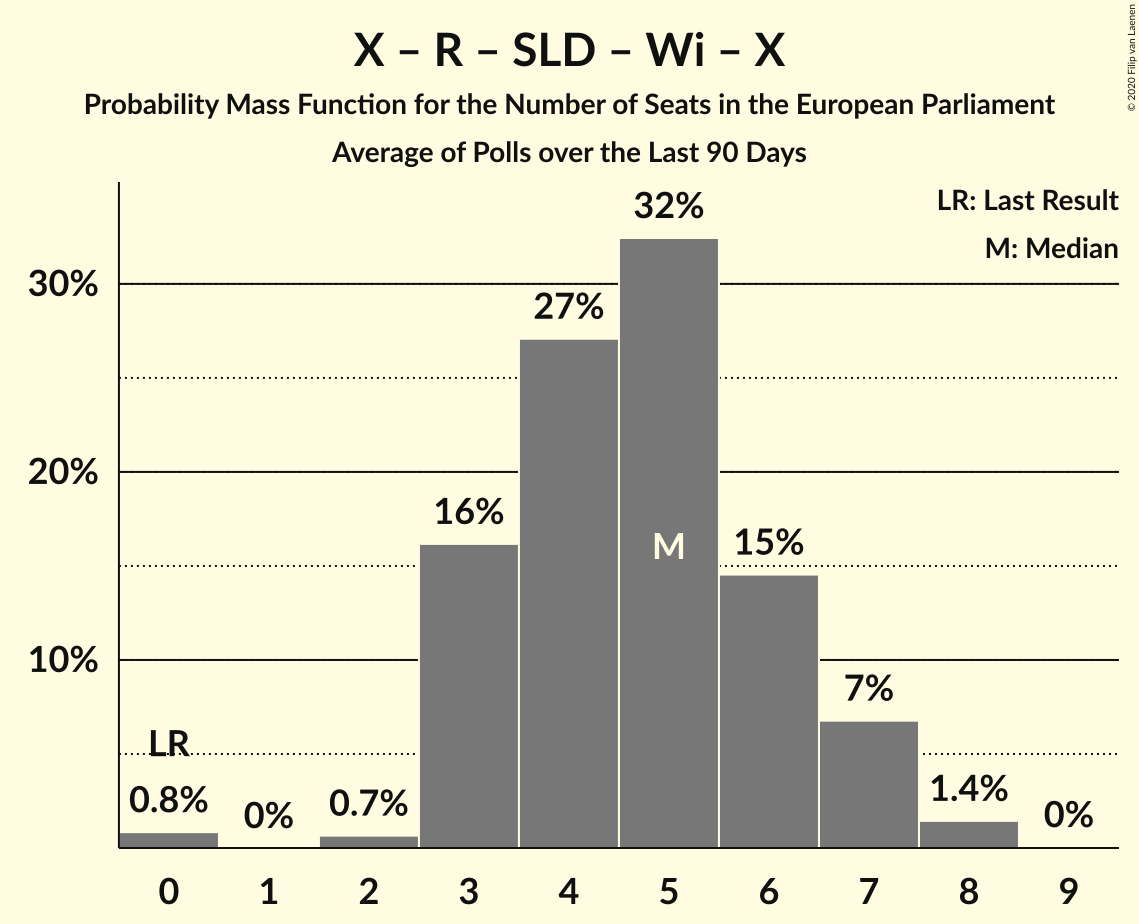 © 2020 Filip van Laenen
X – R – SLD – Wi – X
Probability Mass Function for the Number of Seats in the European Parliament
Average of Polls over the Last 90 Days
LR: Last Result
M: Median
30%
20%
10%
LR
0.8%
0%
0.7%
16%
27%
32%
M
15%
7%
1.4%
0%
0 1 2 3 4 5 6 7 8 9